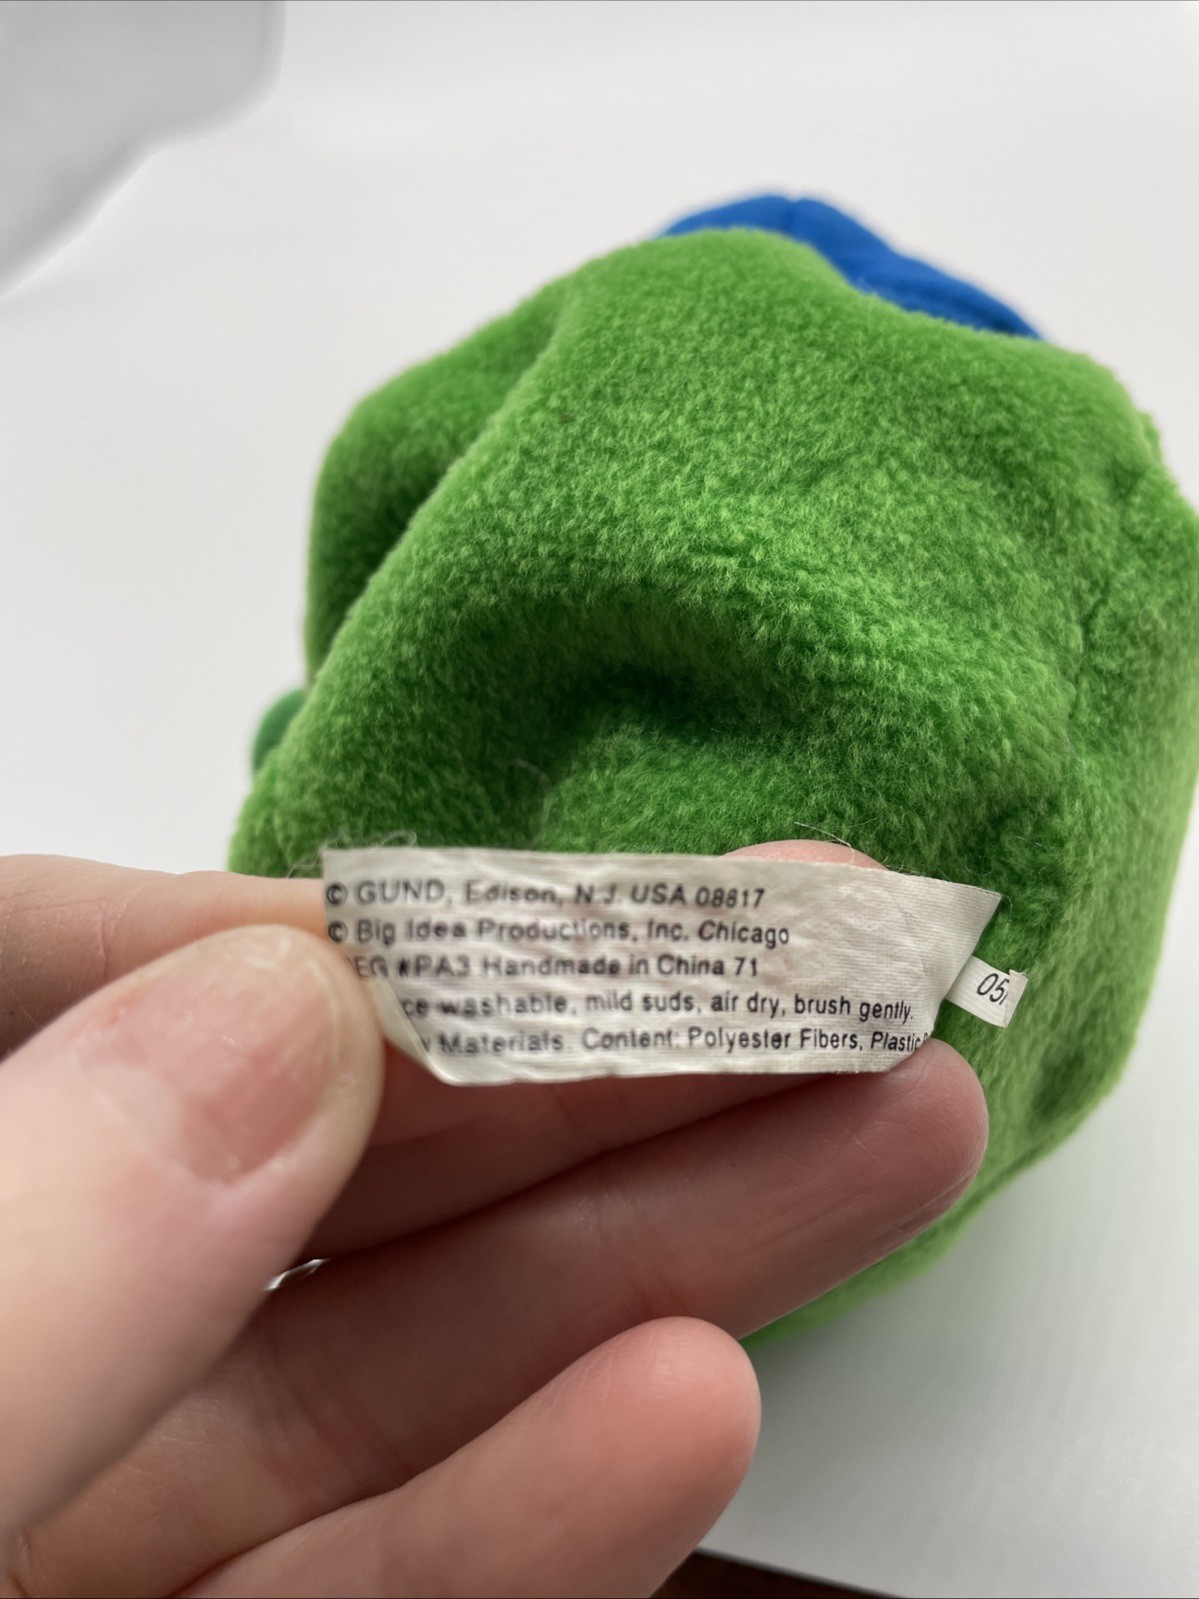 © GUND, Edison, N.J. USA 08817
© Big Idea Productions, Inc. Chicago
EG #PA3 Handmade in China 71
ce washable, mild suds, air dry, brush gently.
y Materials. Content: Polyester Fibers, Plastic
05